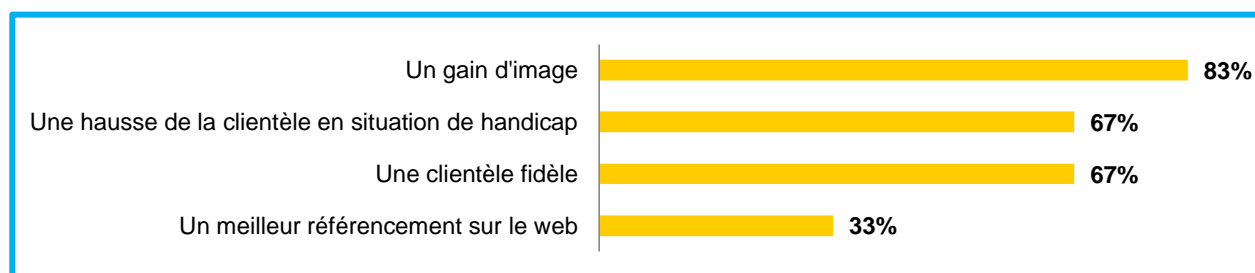 Un gain d'image 83%
Une hausse de la clientèle en situation de handicap 67%
Une clientèle fidèle 67%
Un meilleur référencement sur le web 33%